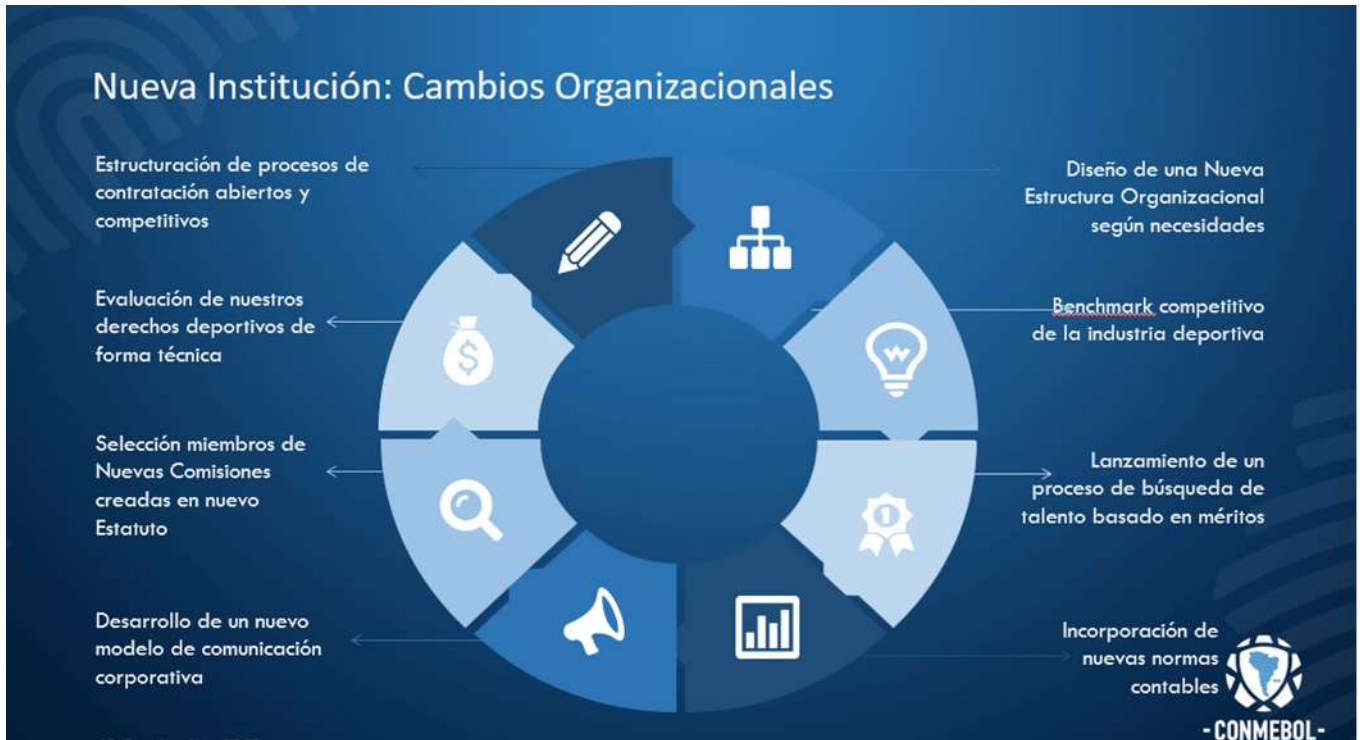 Nueva Institución: Cambios Organizacionales
Estructuración de procesos de
contratación abiertos y
competitivos
Evaluación de nuestros
derechos deportivos de
forma técnica
Selección miembros de
Nuevas Comisiones
creadas en nuevo
Estatuto
Desarrollo de un nuevo
modelo de comunicación
corporativa
Diseño de una Nueva
Estructura Organizacional
según necesidades
Benchmark competitivo
de la industria deportiva
Lanzamiento de un
proceso de búsqueda de
talento basado en méritos
Incorporación de
nuevas normas
contables
$
1
- CONMEBOL -